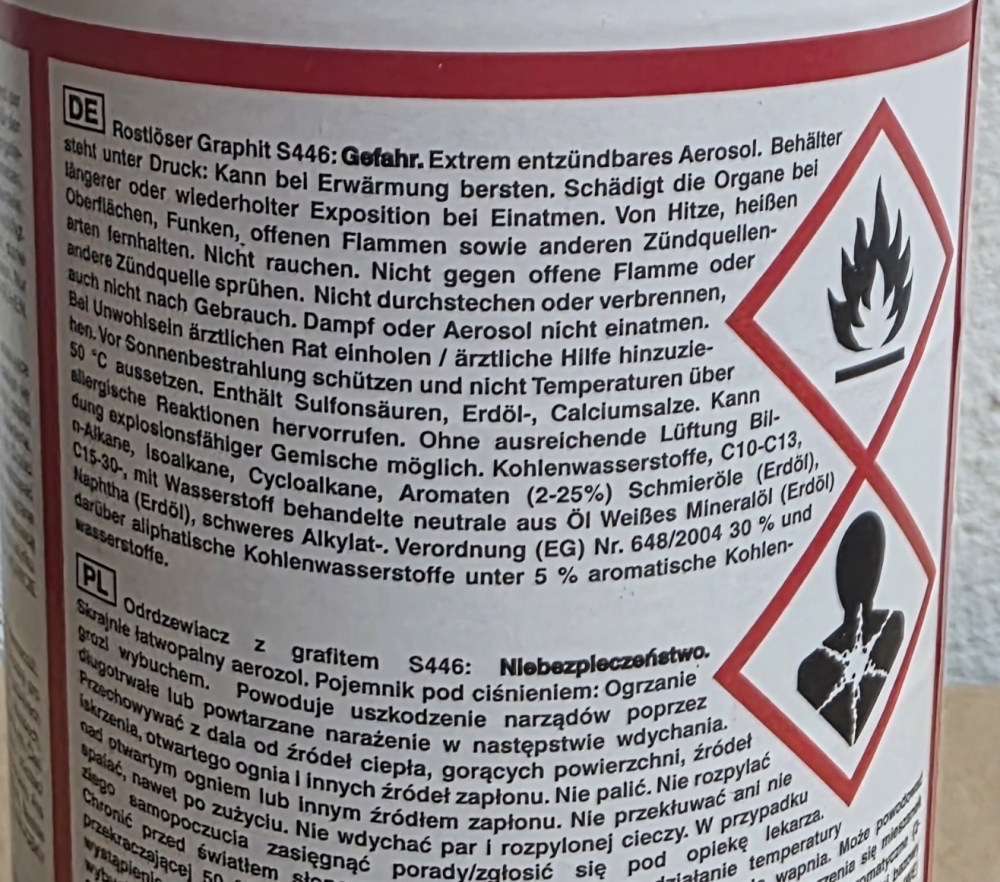 DE Rostlöser Graphit S446: Gefahr. Extrem entzündbares Aerosol. Behälter
steht unter Druck: Kann bei Erwärmung bersten. Schädigt die Organe bei
längerer oder wiederholter Exposition bei Einatmen. Von Hitze, heißen
Oberflächen, Funken, offenen Flammen sowie anderen Zündquellen-
arten fernhalten. Nicht rauchen. Nicht gegen offene Flamme oder
andere Zündquelle sprühen. Nicht durchstechen oder verbrennen,
auch nicht nach Gebrauch. Dampf oder Aerosol nicht einatmen.
Bei Unwohlsein ärztlichen Rat einholen / ärztliche Hilfe hinzuzie-
hen. Vor Sonnenbestrahlung schützen und nicht Temperaturen über
50 °C aussetzen. Enthält Sulfonsäuren, Erdöl-, Calciumsalze. Kann
allergische Reaktionen hervorrufen. Ohne ausreichende Lüftung Bil-
dung explosionsfähiger Gemische möglich. Kohlenwasserstoffe, C10-C13,
n-Alkane, Isoalkane, Cycloalkane, Aromaten (2-25%) Schmieröle (Erdöl),
C15-30-, mit Wasserstoff behandelte neutrale aus Öl Weißes Mineralöl (Erdöl)
Naphtha (Erdöl), schweres Alkylat-. Verordnung (EG) Nr. 648/2004 30 % und
darüber aliphatische Kohlenwasserstoffe unter 5 % aromatische Kohlen-
wasserstoffe.
PL Odrdzewiacz z grafitem S446: Niebezpieczeństwo.
Skrajnie łatwopalny aerozol. Pojemnik pod ciśnieniem: Ogrzanie
grozi wybuchem. Powoduje uszkodzenie narządów poprzez
długotrwałe lub powtarzane narażenie w następstwie wdychania.
Przechowywać z dala od źródeł ciepła, gorących powierzchni, źródeł
iskrzenia, otwartego ognia i innych źródeł zapłonu. Nie palić. Nie rozpylać
nad otwartym ogniem lub innym źródłem zapłonu. Nie przekłuwać ani nie
spalać, nawet po zużyciu. Nie wdychać par i rozpylonej cieczy. W przypadku
złego samopoczucia zasięgnąć porady/zgłosić się pod opiekę lekarza.
Chronić przed światłem temperatury
przekraczającej 50 wapnia. Może powodować